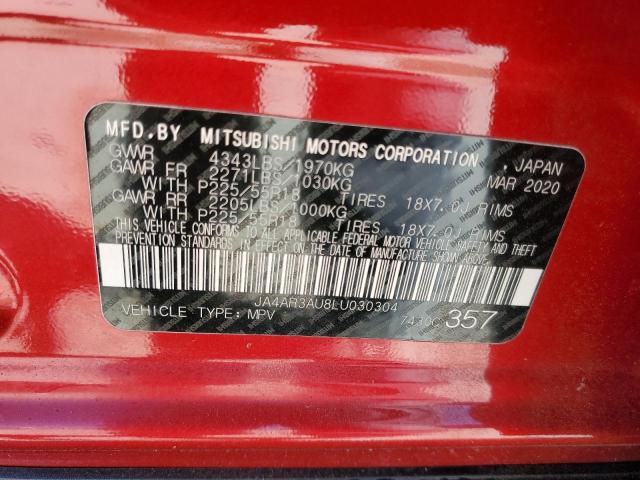 MFD.BY MITSUBISHI MOTORS CORPORATION, JAPAN
GVWR 4343LBS/1970KG MAR 2020
GAWR FR 2271LBS/1030KG
WITH P225/55R18 TIRES 18X7.0J RIMS
GAWR RR 2205LBS/1000KG
WITH P225/55R18 TIRES 18X7.0J RIMS
THIS VEHICLE CONFORMS TO ALL APPLICABLE FEDERAL MOTOR VEHICLE SAFETY AND THEFT
PREVENTION STANDARDS IN EFFECT ON THE DATE OF MANUFACTURE SHOWN ABOVE.
JA4AR3AU8LU030304
VEHICLE TYPE: MPV 357